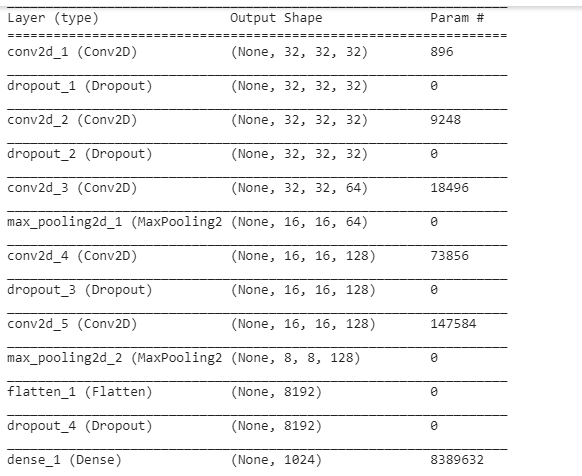 Layer (type) Output Shape Param #
=================================================================
conv2d_1 (Conv2D) (None, 32, 32, 32) 896
dropout_1 (Dropout) (None, 32, 32, 32) 0
conv2d_2 (Conv2D) (None, 32, 32, 32) 9248
dropout_2 (Dropout) (None, 32, 32, 32) 0
conv2d_3 (Conv2D) (None, 32, 32, 64) 18496
max_pooling2d_1 (MaxPooling2 (None, 16, 16, 64) 0
conv2d_4 (Conv2D) (None, 16, 16, 128) 73856
dropout_3 (Dropout) (None, 16, 16, 128) 0
conv2d_5 (Conv2D) (None, 16, 16, 128) 147584
max_pooling2d_2 (MaxPooling2 (None, 8, 8, 128) 0
flatten_1 (Flatten) (None, 8192) 0
dropout_4 (Dropout) (None, 8192) 0
dense_1 (Dense) (None, 1024) 8389632